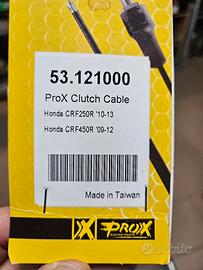 53.121000
ProX Clutch Cable
Honda CRF250R '10-13
Honda CRF450R '09-12
Made in Taiwan
PROX
subito